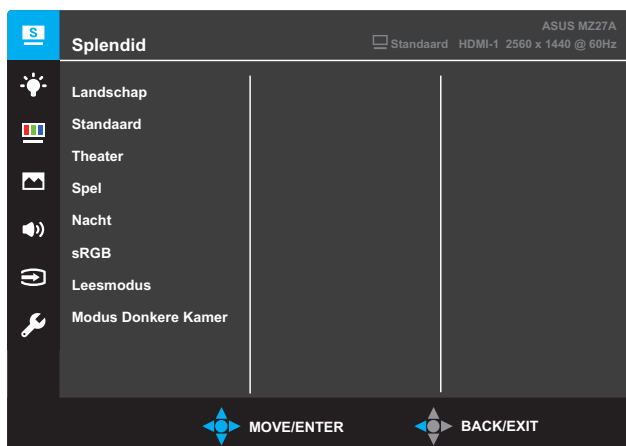 S
ASUS MZ27A
Splendid
Standaard HDMI-1 2560 x 1440 @ 60Hz
Landschap
Standaard
Theater
Spel
Nacht
sRGB
Leesmodus
Modus Donkere Kamer
MOVE/ENTER
BACK/EXIT